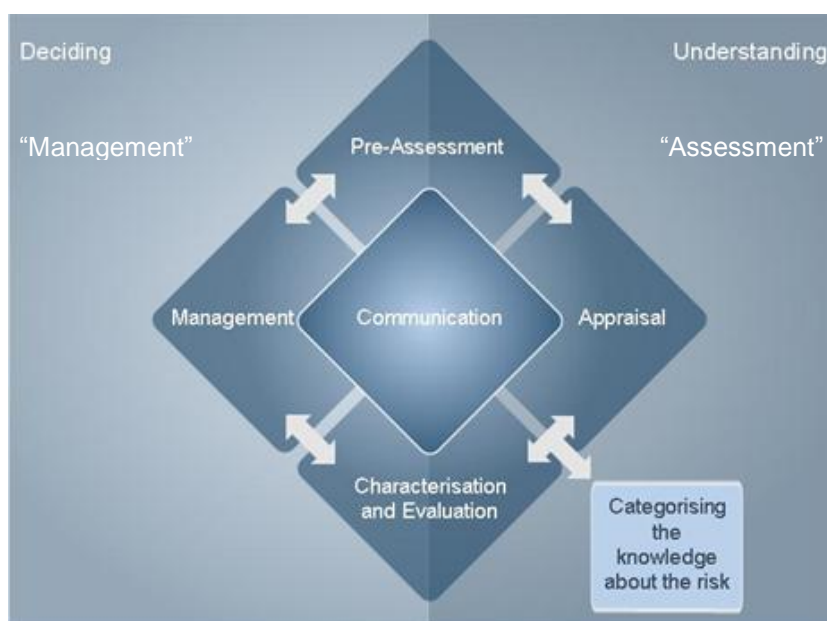 Deciding
Understanding
“Management”
“Assessment”
Pre-Assessment
Management
Communication
Appraisal
Characterisation
and Evaluation
Categorising
the
knowledge
about the risk